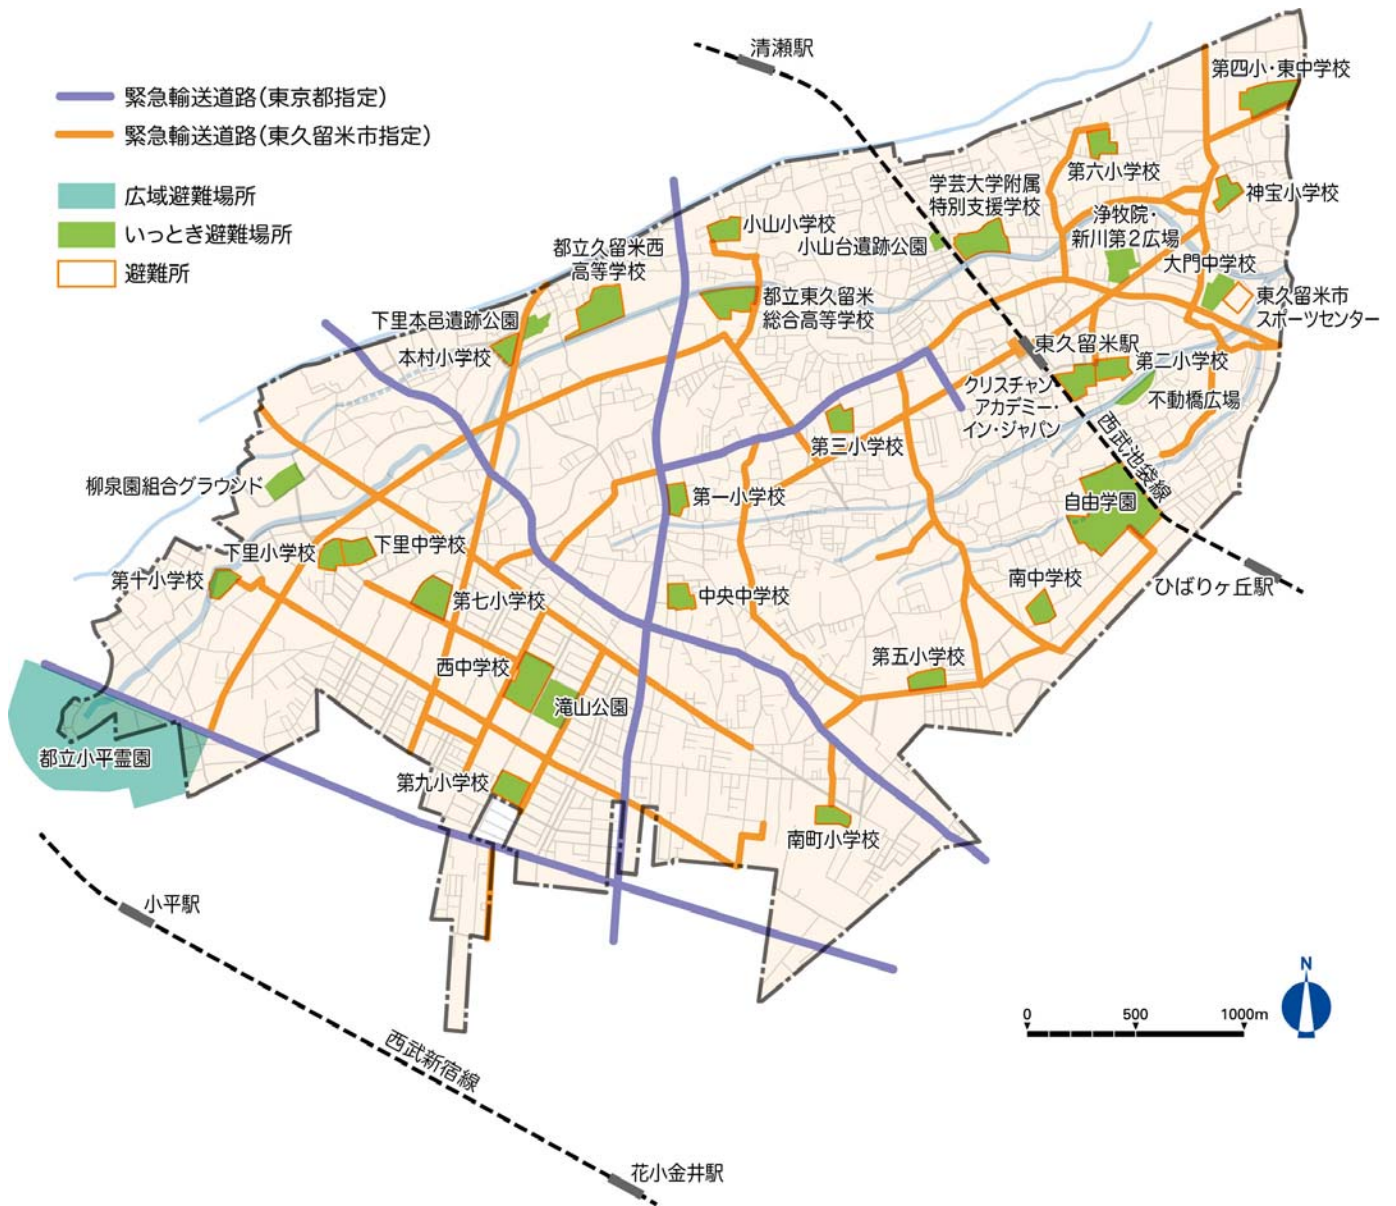 清瀬駅
緊急輸送道路（東京都指定）
緊急輸送道路（東久留米市指定）
広域避難場所
いっとき避難場所
避難所
第四小・東中学校
第六小学校
神宝小学校
学芸大学附属
特別支援学校
浄牧院・
新川第2広場
小山小学校
小山台遺跡公園
大門中学校
都立久留米西
高等学校
東久留米市
スポーツセンター
都立東久留米
総合高等学校
下里本邑遺跡公園
本村小学校
東久留米駅
第二小学校
クリスチャン
アカデミー・
イン・ジャパン
不動橋広場
第三小学校
西武池袋線
柳泉園組合グラウンド
第一小学校
自由学園
下里小学校
下里中学校
第十小学校
第七小学校
中央中学校
南中学校
ひばりヶ丘駅
西中学校
第五小学校
滝山公園
都立小平霊園
第九小学校
南町小学校
小平駅
N
0
500
1000m
西武新宿線
花小金井駅